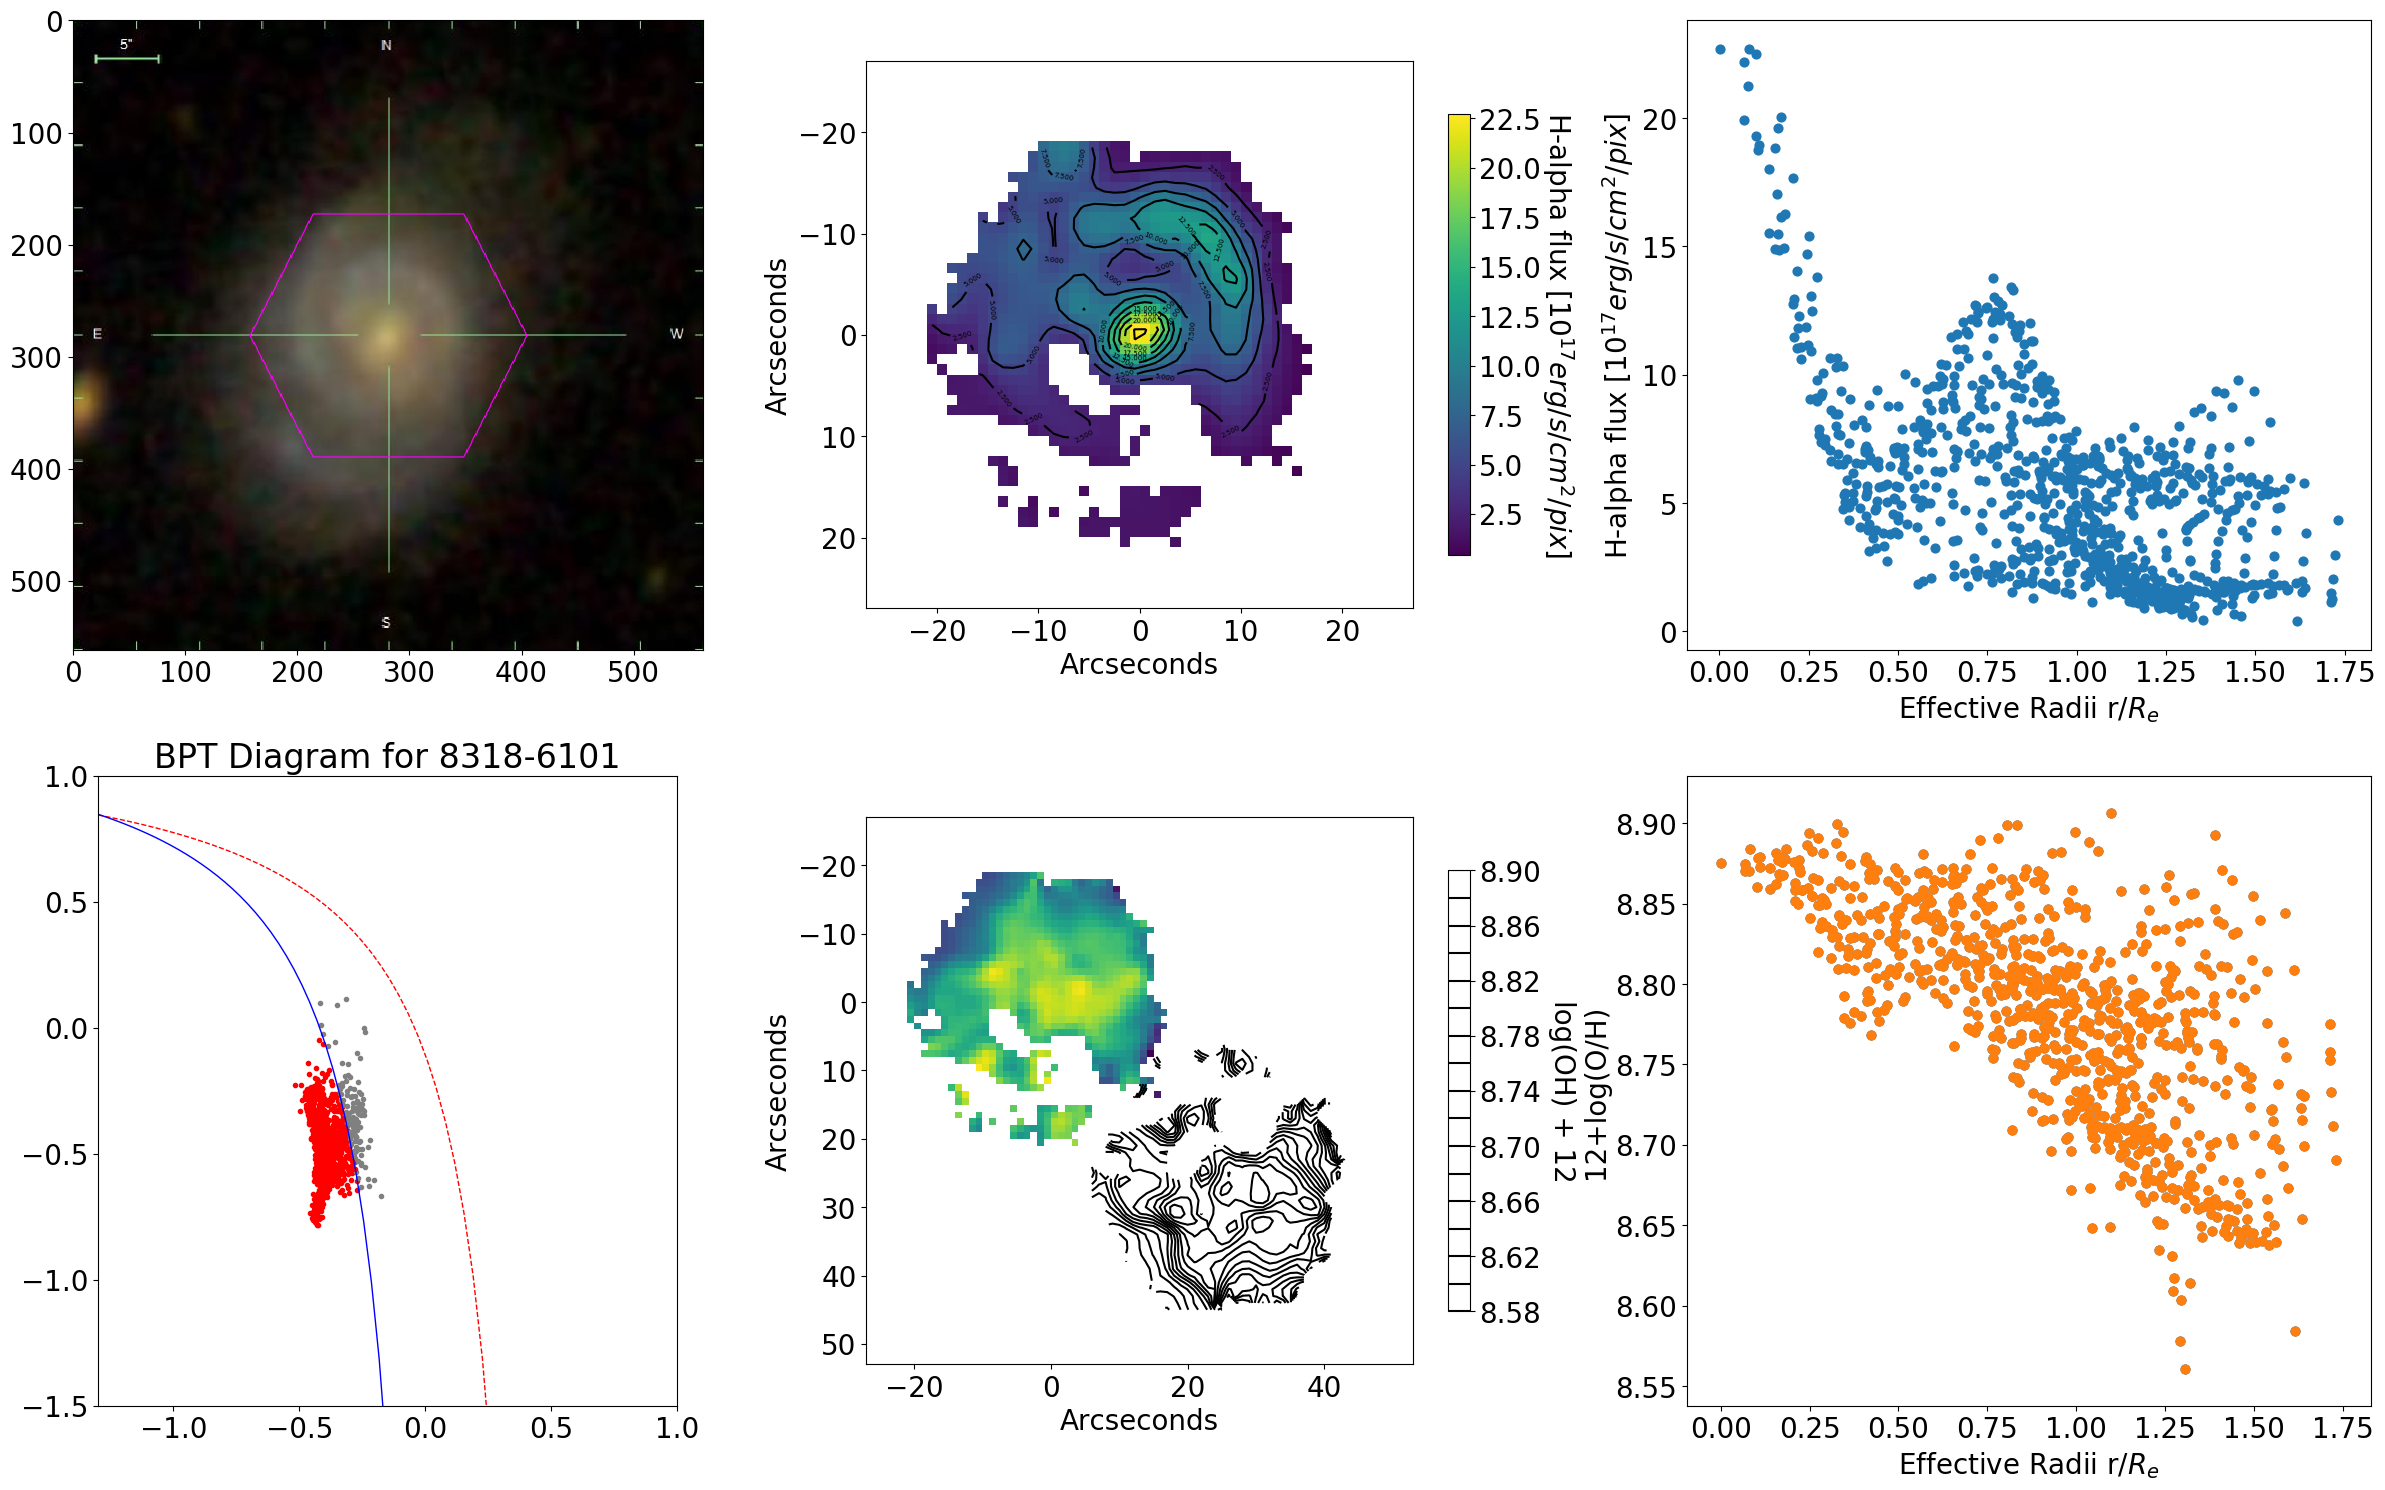 0
100
200
300
400
500
0 100 200 300 400 500
5"
N
E
W
S
−20
−10
0
10
20
−20 −10 0 10 20
Arcseconds
Arcseconds
22.5
20.0
17.5
15.0
12.5
10.0
7.5
5.0
2.5
H-alpha flux [10^17 erg/s/cm^2/pix]
H-alpha flux [10^17 erg/s/cm^2/pix]
20
15
10
5
0
0.00 0.25 0.50 0.75 1.00 1.25 1.50 1.75
Effective Radii r/R_e
BPT Diagram for 8318-6101
1.0
0.5
0.0
−0.5
−1.0
−1.5
−1.0 −0.5 0.0 0.5 1.0
−20
−10
0
10
20
30
40
50
−20 0 20 40
Arcseconds
Arcseconds
8.90
8.86
8.82
8.78
8.74
8.70
8.66
8.62
8.58
log(OH) + 12
12+log(O/H)
8.90
8.85
8.80
8.75
8.70
8.65
8.60
8.55
0.00 0.25 0.50 0.75 1.00 1.25 1.50 1.75
Effective Radii r/R_e